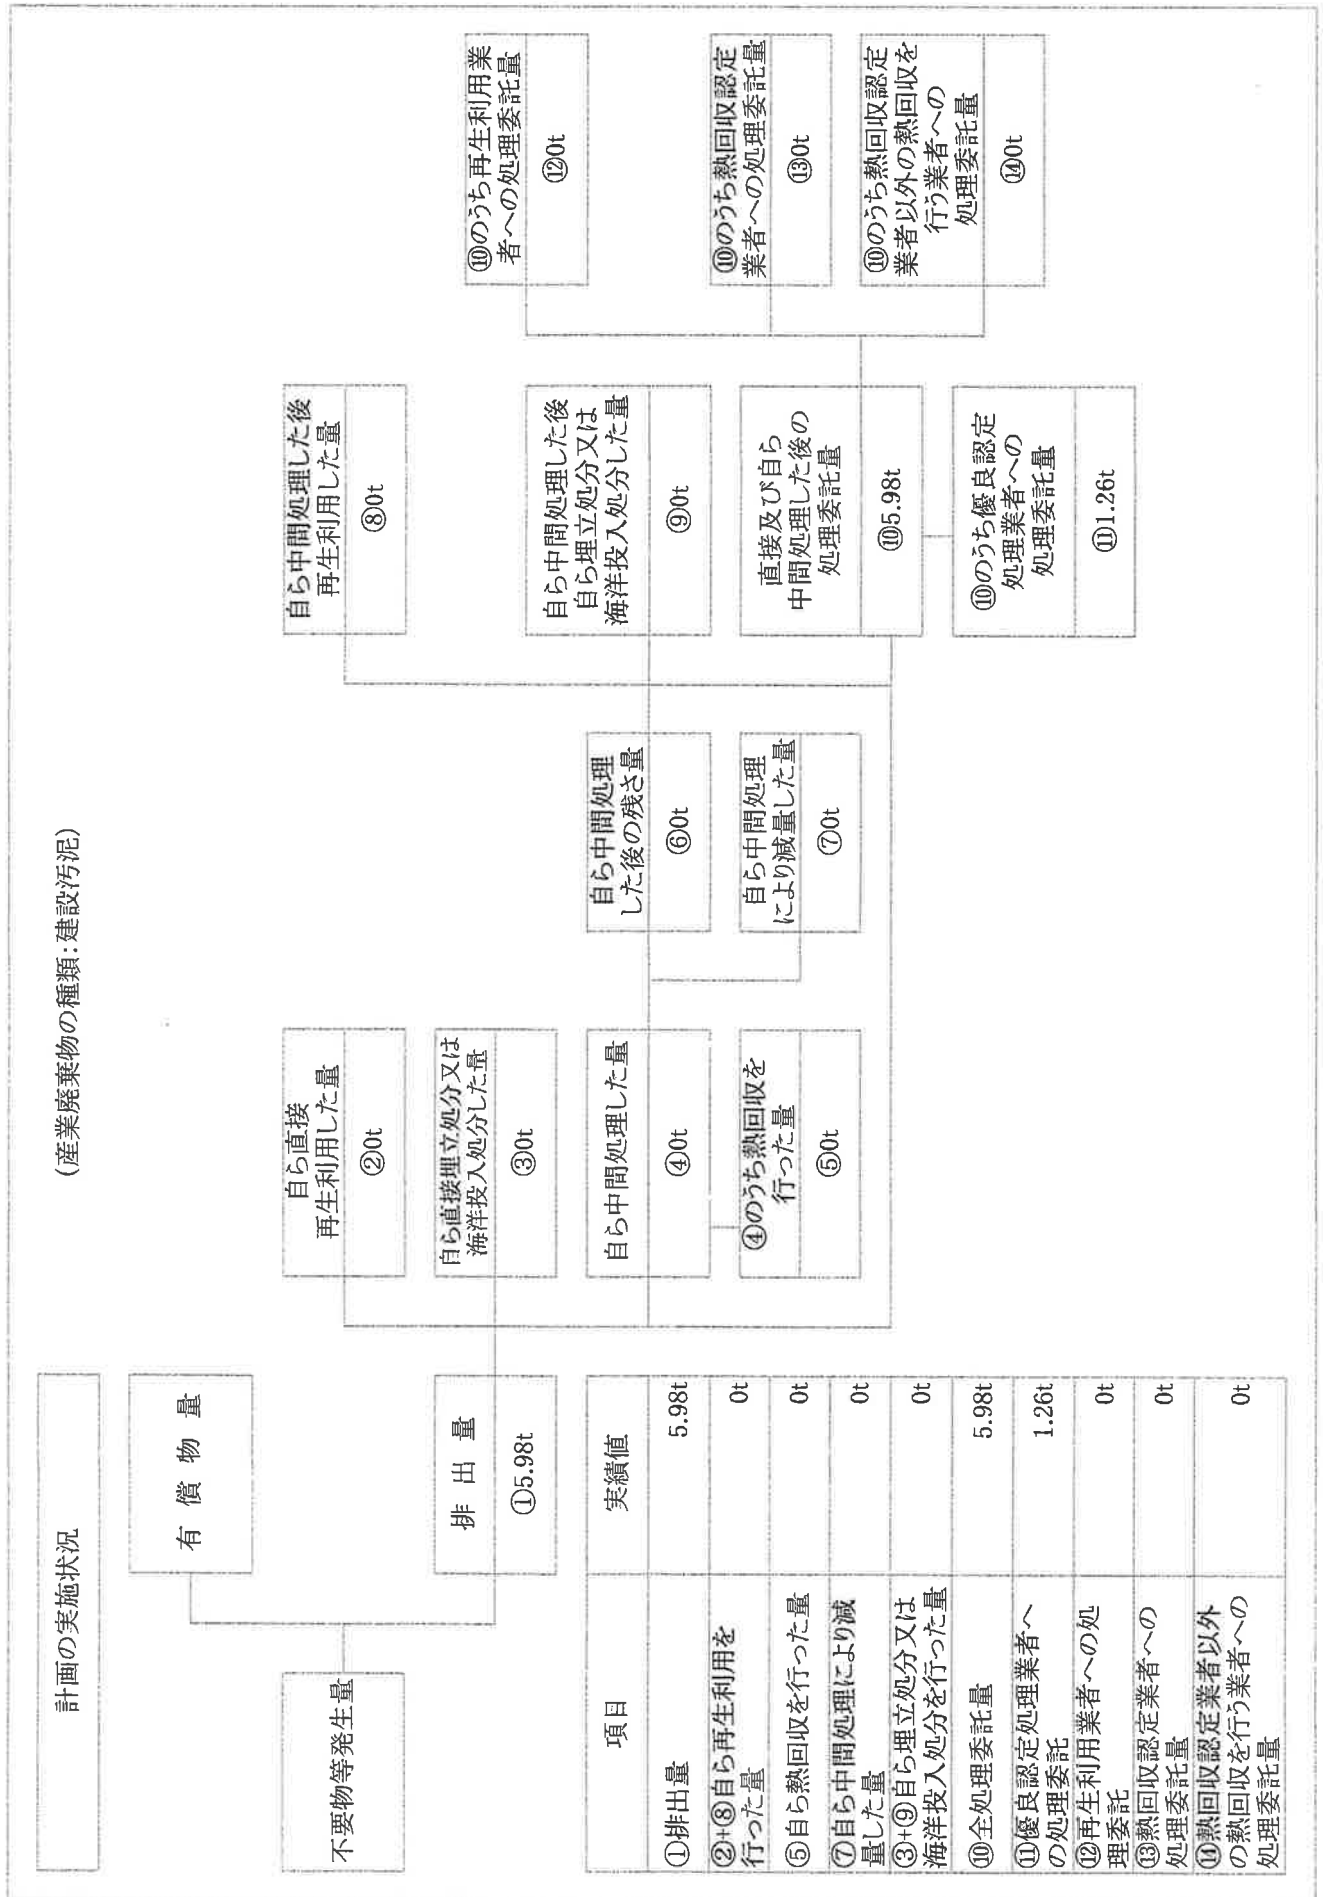 計画の実施状況
(産業廃棄物の種類:建設汚泥)
不要物等発生量
有償物量
排出量
①5.98t
自ら直接
再生利用した量
②0t
自ら直接埋立処分又は
海洋投入処分した量
③0t
自ら中間処理した量
④0t
④のうち熱回収を
行った量
⑤0t
自ら中間処理
した後の残さ量
⑥0t
自ら中間処理
により減量した量
⑦0t
自ら中間処理した後
再生利用した量
⑧0t
自ら中間処理した後
自ら埋立処分又は
海洋投入処分した量
⑨0t
直接及び自ら
中間処理した後の
処理委託量
⑩5.98t
⑩のうち優良認定
処理業者への
処理委託量
⑪1.26t
⑩のうち再生利用業
者への処理委託量
⑫0t
⑩のうち熱回収認定
業者への処理委託量
⑬0t
⑩のうち熱回収認定
業者以外の熱回収を
行う業者への
処理委託量
⑭0t
項目 実績値
①排出量 5.98t
②+⑧自ら再生利用を
行った量 0t
⑤自ら熱回収を行った量 0t
⑦自ら中間処理により減
量した量 0t
③+⑨自ら埋立処分又は
海洋投入処分を行った量 0t
⑩全処理委託量 5.98t
⑪優良認定処理業者へ
の処理委託 1.26t
⑫再生利用業者への処
理委託 0t
⑬熱回収認定業者への
処理委託量 0t
⑭熱回収認定業者以外
の熱回収を行う業者への
処理委託量 0t